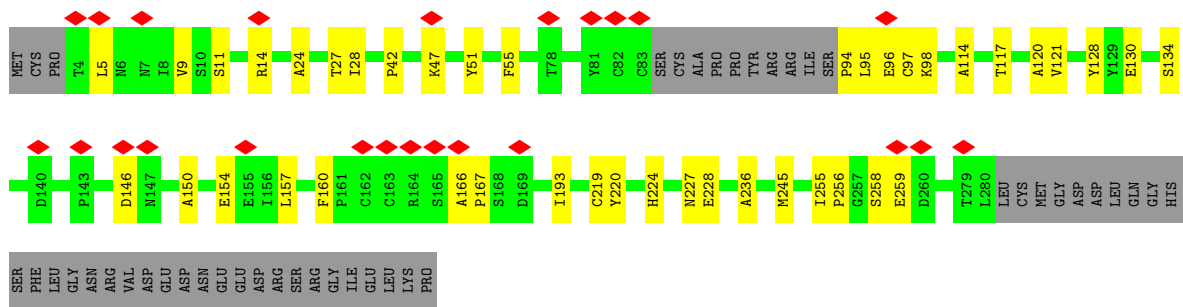 MET CYS PRO T4 L5 N6 N7 I8 V9 S10 S11 R14 A24 T27 I28 P42 K47 Y51 F55 T78 Y81 C82 C83 SER CYS ALA PRO PRO TYR ARG ARG ILE SER P94 L95 E96 C97 K98 A114 T117 A120 V121 Y128 Y129 E130 S134
D140 P143 D146 N147 A150 E154 E155 I156 L157 F160 P161 C162 C163 R164 S165 A166 P167 S168 D169 I193 C219 Y220 H224 N227 E228 A236 M245 I255 P256 G257 S258 E259 D260 T279 L280 LEU CYS MET GLY ASP ASP LEU GLN GLY HIS
SER PHE LEU GLY ASN ARG VAL ASP GLU ASP ASN GLU GLU ASP ARG SER ARG GLY ILE GLU LEU LYS PRO